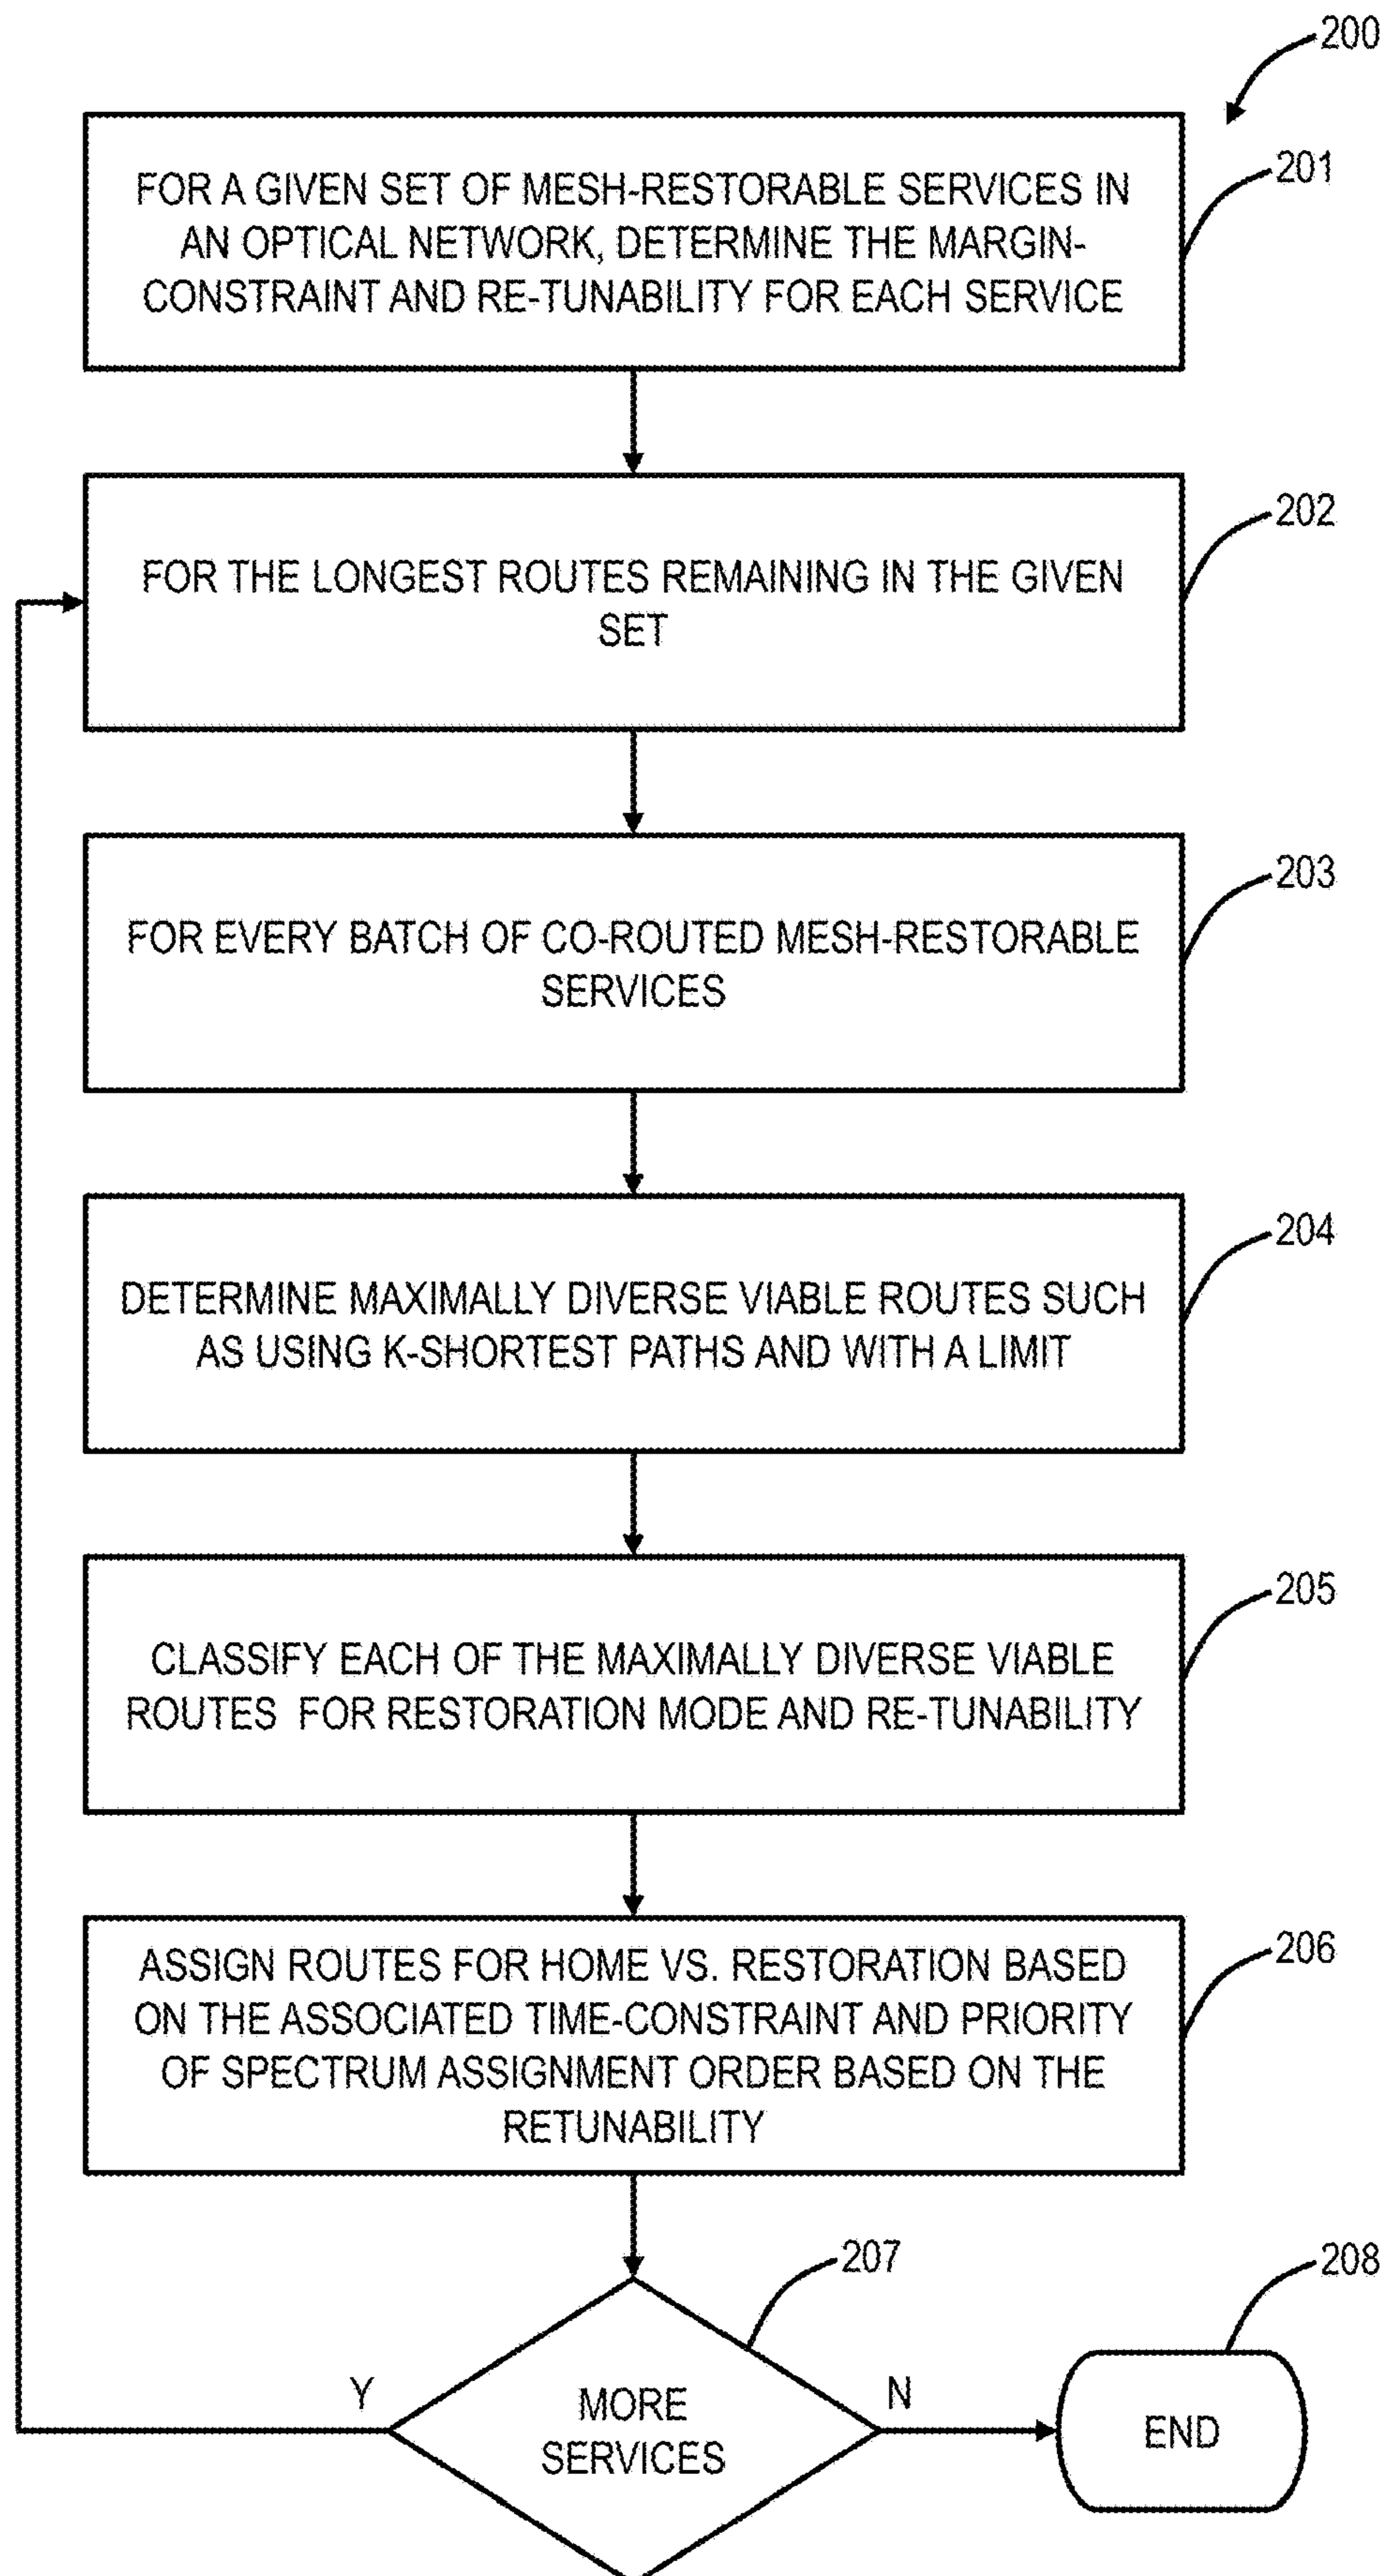 200
FOR A GIVEN SET OF MESH-RESTORABLE SERVICES IN
AN OPTICAL NETWORK, DETERMINE THE MARGIN-
CONSTRAINT AND RE-TUNABILITY FOR EACH SERVICE
201
FOR THE LONGEST ROUTES REMAINING IN THE GIVEN
SET
202
FOR EVERY BATCH OF CO-ROUTED MESH-RESTORABLE
SERVICES
203
DETERMINE MAXIMALLY DIVERSE VIABLE ROUTES SUCH
AS USING K-SHORTEST PATHS AND WITH A LIMIT
204
CLASSIFY EACH OF THE MAXIMALLY DIVERSE VIABLE
ROUTES FOR RESTORATION MODE AND RE-TUNABILITY
205
ASSIGN ROUTES FOR HOME VS. RESTORATION BASED
ON THE ASSOCIATED TIME-CONSTRAINT AND PRIORITY
OF SPECTRUM ASSIGNMENT ORDER BASED ON THE
RETUNABILITY
206
207
208
Y
MORE
SERVICES
N
END